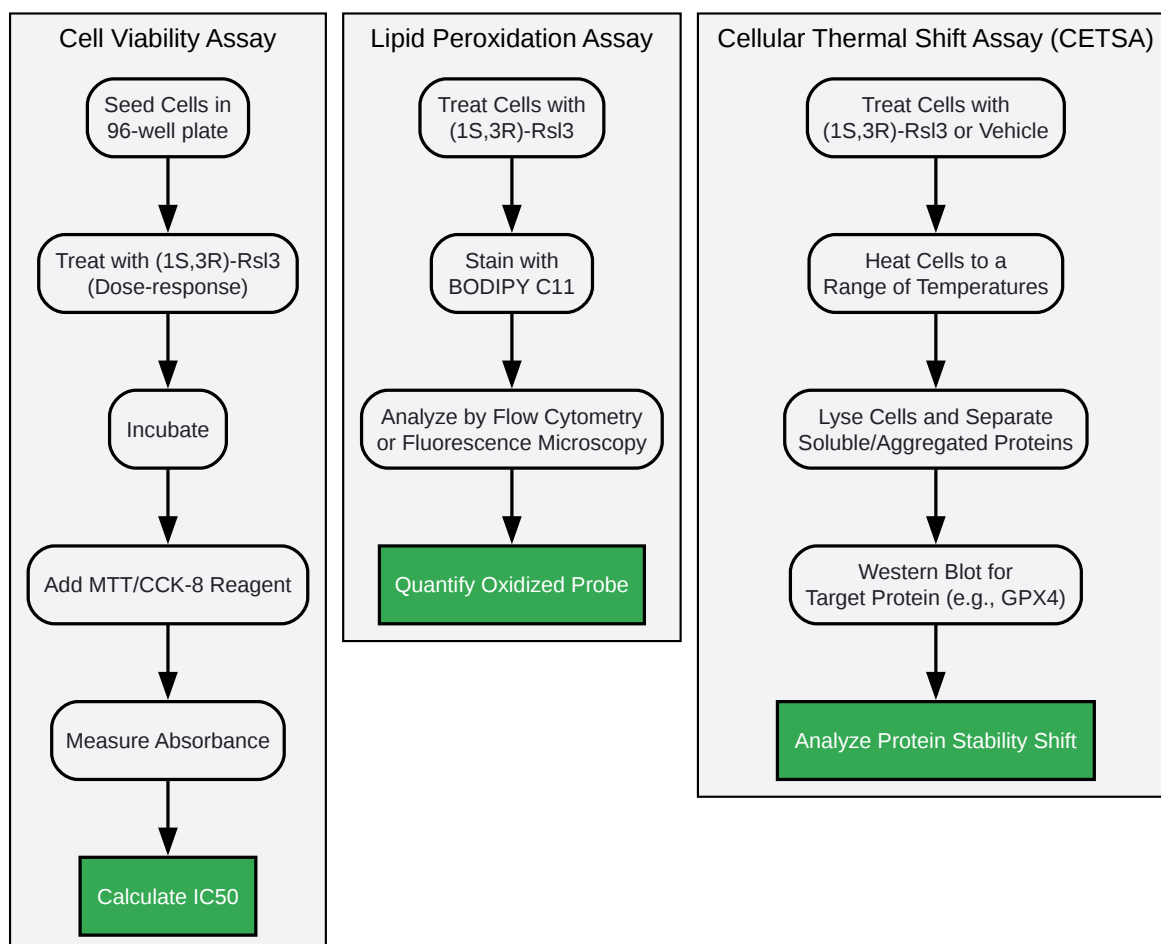 Cell Viability Assay
Seed Cells in
96-well plate
Treat with (1S,3R)-Rsl3
(Dose-response)
Incubate
Add MTT/CCK-8 Reagent
Measure Absorbance
Calculate IC50
Lipid Peroxidation Assay
Treat Cells with
(1S,3R)-Rsl3
Stain with
BODIPY C11
Analyze by Flow Cytometry
or Fluorescence Microscopy
Quantify Oxidized Probe
Cellular Thermal Shift Assay (CETSA)
Treat Cells with
(1S,3R)-Rsl3 or Vehicle
Heat Cells to a
Range of Temperatures
Lyse Cells and Separate
Soluble/Aggregated Proteins
Western Blot for
Target Protein (e.g., GPX4)
Analyze Protein Stability Shift